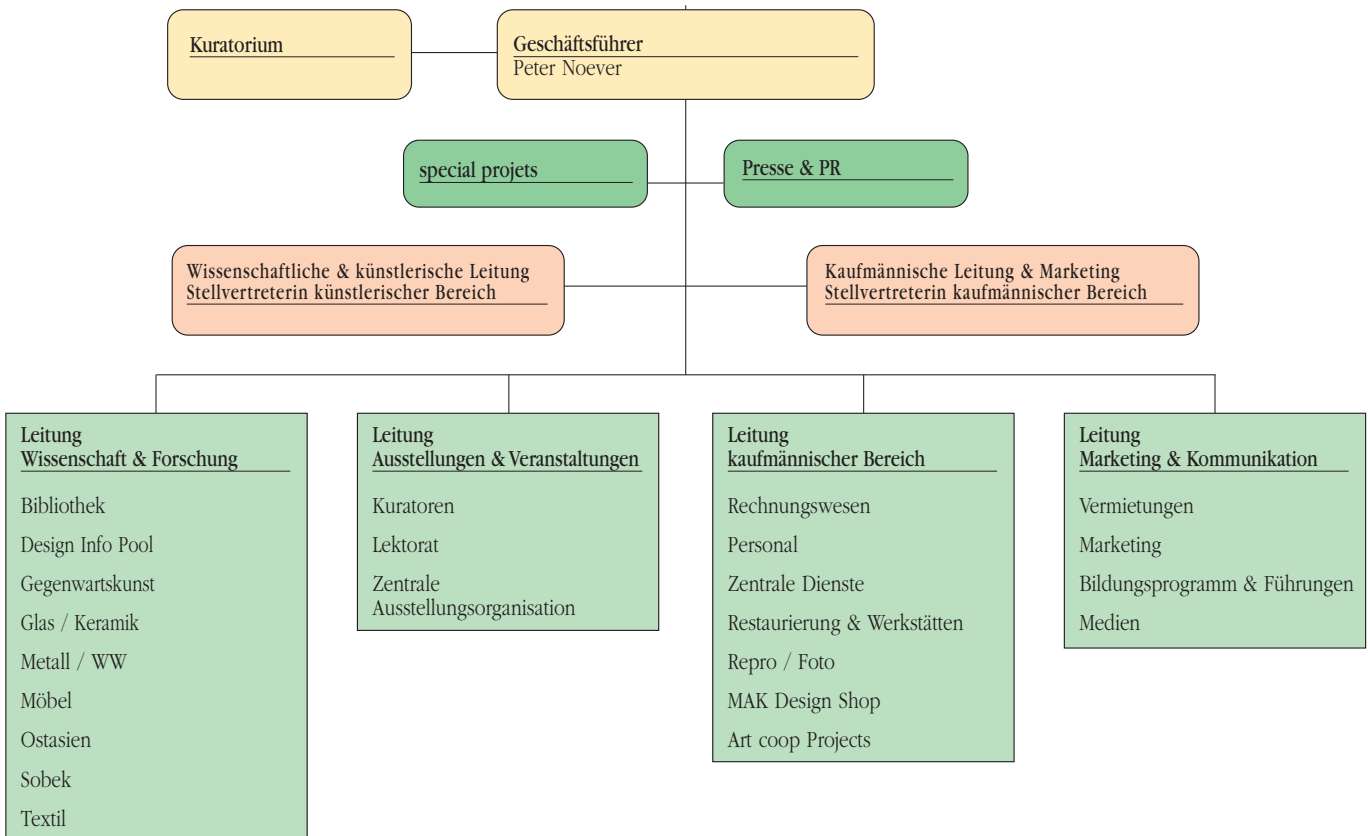 Kuratorium
Geschäftsführer
Peter Noever
special projets
Presse & PR
Wissenschaftliche & künstlerische Leitung
Stellvertreterin künstlerischer Bereich
Kaufmännische Leitung & Marketing
Stellvertreterin kaufmännischer Bereich
Leitung
Wissenschaft & Forschung
Bibliothek
Design Info Pool
Gegenwartskunst
Glas / Keramik
Metall / WW
Möbel
Ostasien
Sobek
Textil
Leitung
Ausstellungen & Veranstaltungen
Kuratoren
Lektorat
Zentrale
Ausstellungsorganisation
Leitung
kaufmännischer Bereich
Rechnungswesen
Personal
Zentrale Dienste
Restaurierung & Werkstätten
Repro / Foto
MAK Design Shop
Art coop Projects
Leitung
Marketing & Kommunikation
Vermietungen
Marketing
Bildungsprogramm & Führungen
Medien